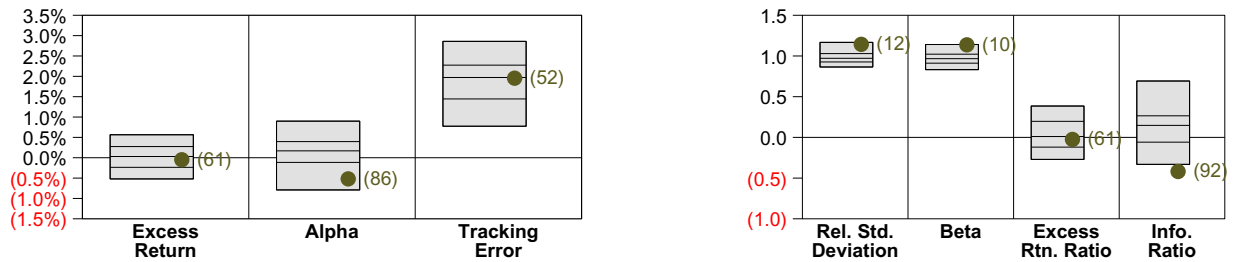 3.5%
3.0%
2.5%
2.0%
1.5%
1.0%
0.5%
0.0%
(0.5%)
(1.0%)
(1.5%)
(61)
(86)
(52)
Excess
Return
Alpha
Tracking
Error
1.5
1.0
0.5
0.0
(0.5)
(1.0)
(12)
(10)
(61)
(92)
Rel. Std.
Deviation
Beta
Excess
Rtn. Ratio
Info.
Ratio